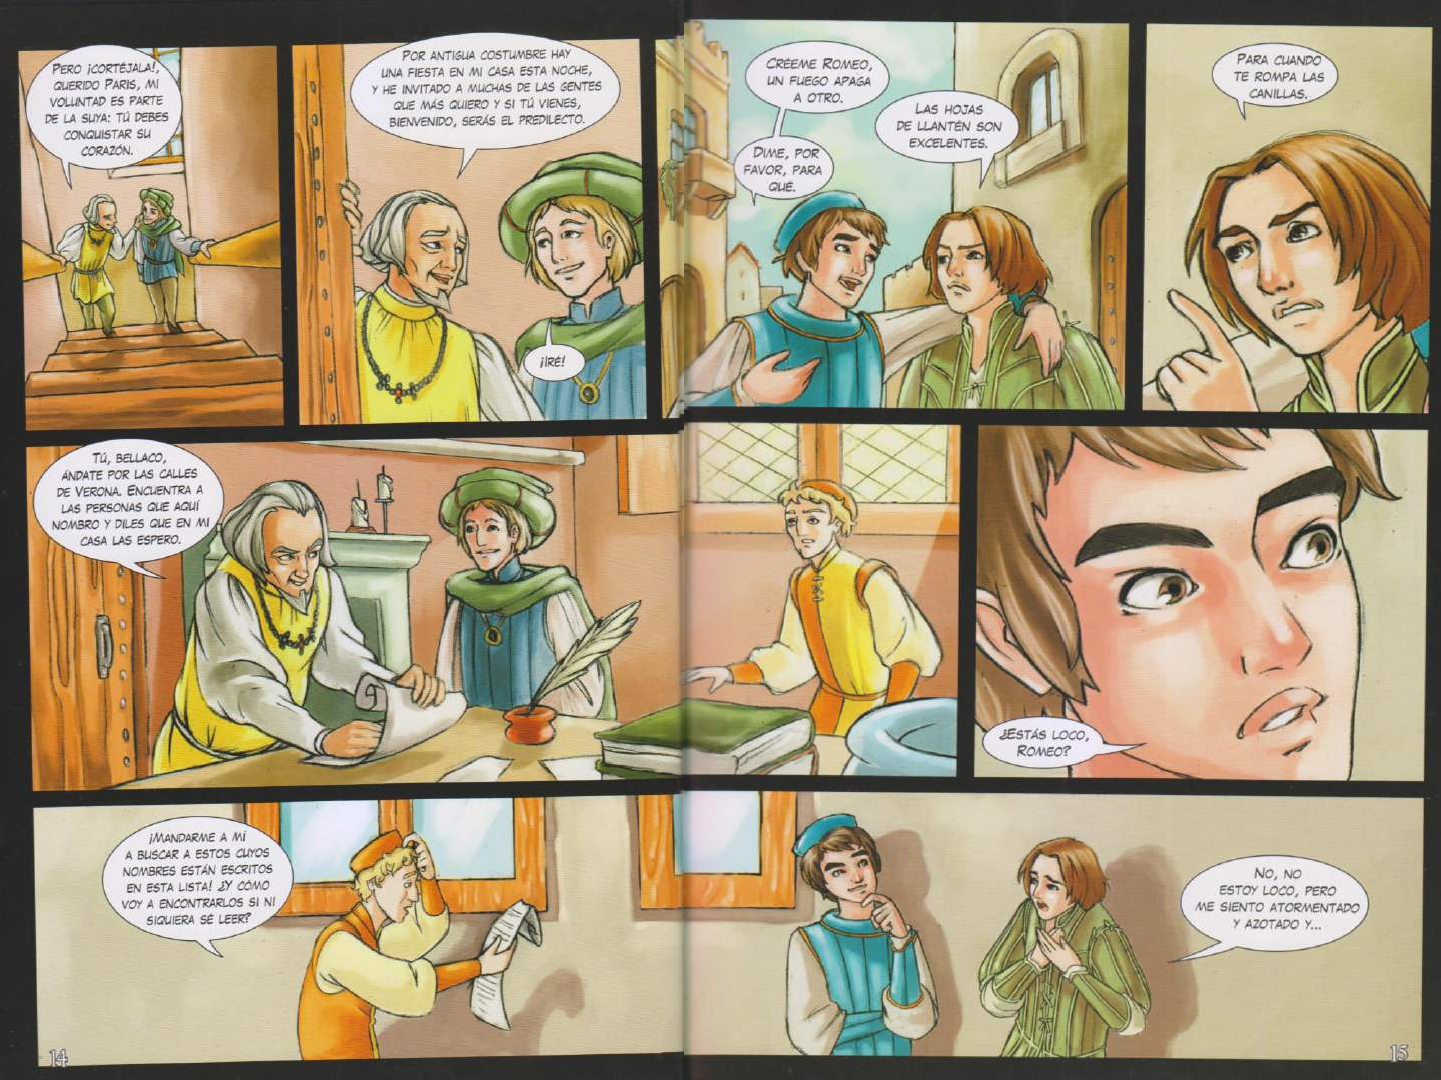 PERO ¡CORTÉJALA!,
QUERIDO PARIS, MI
VOLUNTAD ES PARTE
DE LA SUYA: TÚ DEBES
CONQUISTAR SU
CORAZÓN.
POR ANTIGUA COSTUMBRE HAY
UNA FIESTA EN MI CASA ESTA NOCHE,
Y HE INVITADO A MUCHAS DE LAS GENTES
QUE MÁS QUIERO Y SI TÚ VIENES,
BIENVENIDO, SERÁS EL PREDILECTO.
¡IRÉ!
TÚ, BELLACO,
ÁNDATE POR LAS CALLES
DE VERONA. ENCUENTRA A
LAS PERSONAS QUE AQUÍ
NOMBRO Y DILES QUE EN MI
CASA LAS ESPERO.
¡MANDARME A MÍ
A BUSCAR A ESTOS CUYOS
NOMBRES ESTÁN ESCRITOS
EN ESTA LISTA! ¿Y CÓMO
VOY A ENCONTRARLOS SI NI
SIQUIERA SÉ LEER?
14
CRÉEME ROMEO,
UN FUEGO APAGA
A OTRO.
LAS HOJAS
DE LLANTÉN SON
EXCELENTES.
DIME, POR
FAVOR, PARA
QUÉ.
PARA CUANDO
TE ROMPA LAS
CANILLAS.
¿ESTÁS LOCO,
ROMEO?
NO, NO
ESTOY LOCO, PERO
ME SIENTO ATORMENTADO
Y AZOTADO Y...
15